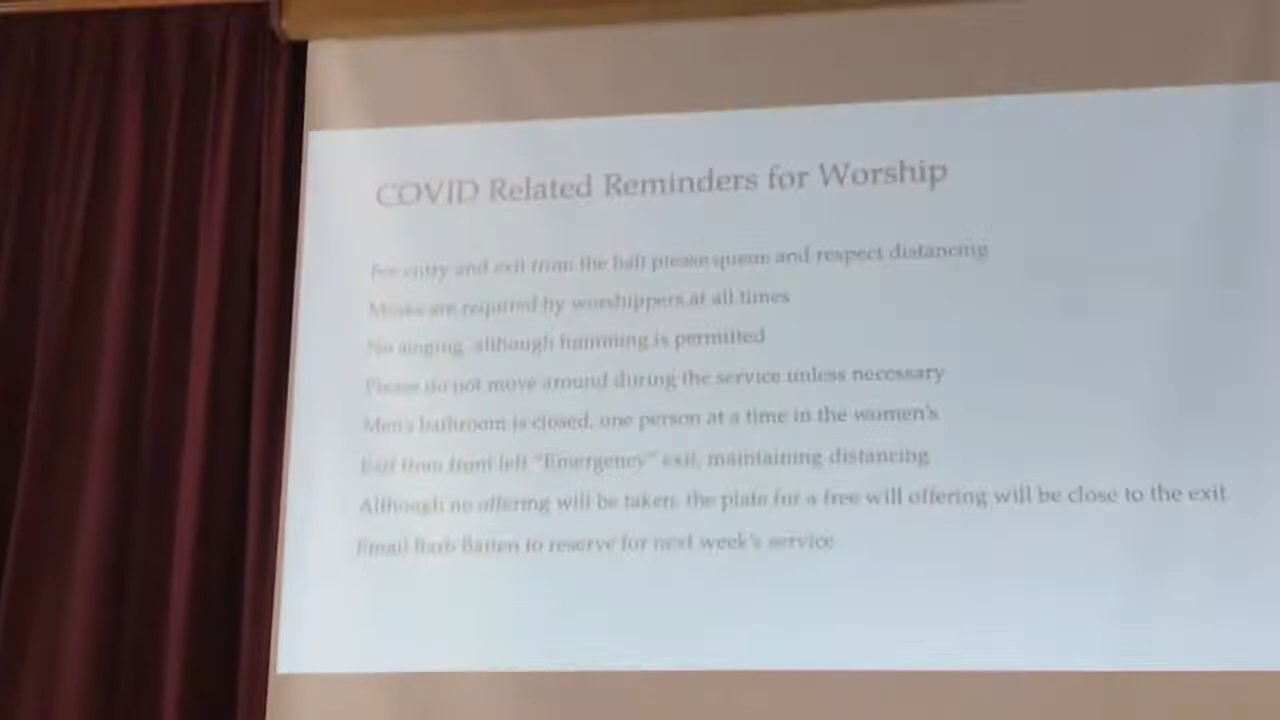 COVID Related Reminders for Worship
For entry and exit from the hall please queue and respect distancing
Masks are required by worshippers at all times
No singing, although humming is permitted
Please do not move around during the service unless necessary
Men's bathroom is closed, one person at a time in the women's
Exit from front left "Emergency" exit, maintaining distancing
Although no offering will be taken, the plate for a free will offering will be close to the exit
Email Barb to reserve for next week's service